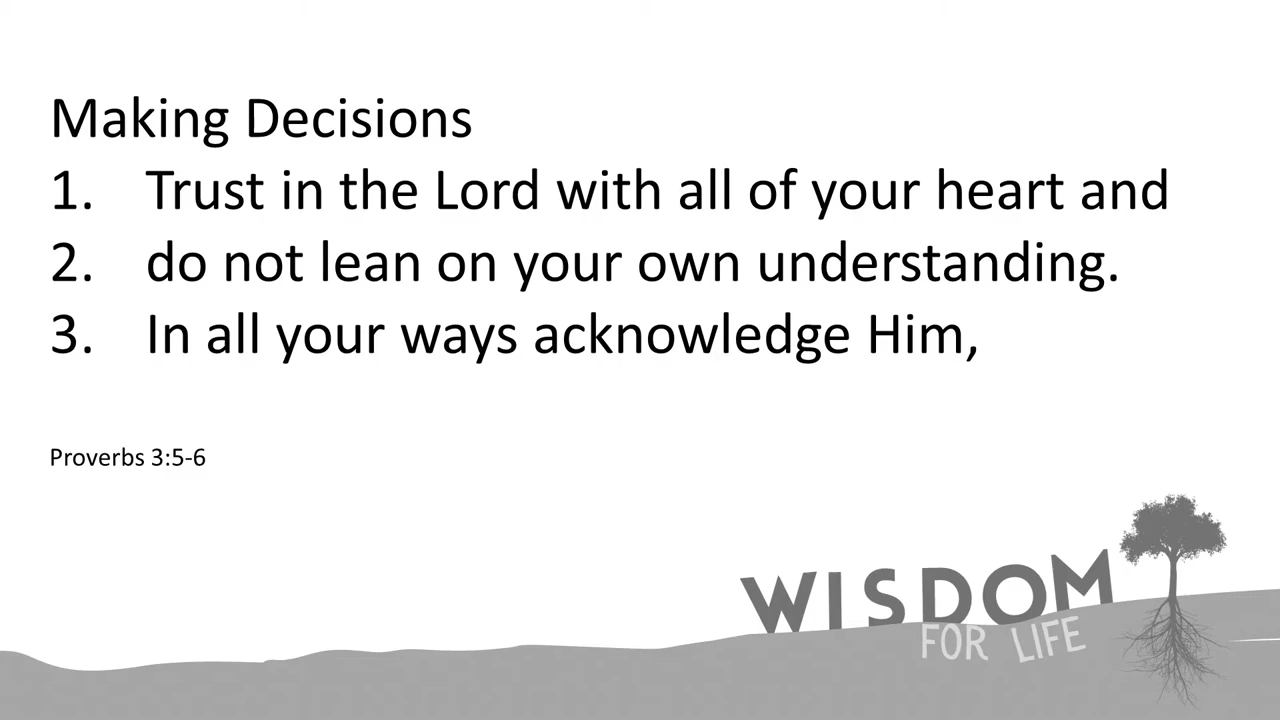 Making Decisions
1. Trust in the Lord with all of your heart and
2. do not lean on your own understanding.
3. In all your ways acknowledge Him,
Proverbs 3:5-6
WISDOM
FOR LIFE